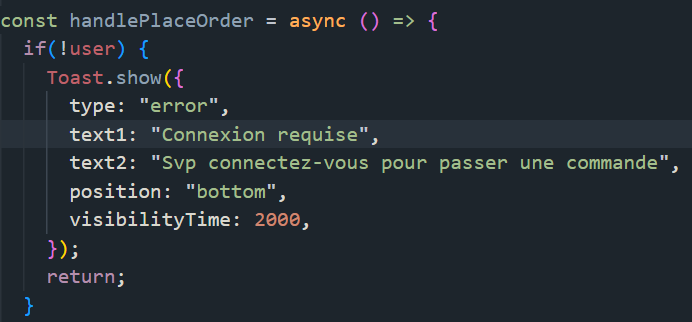 const handlePlaceOrder = async () => {
if(!user) {
Toast.show({
type: "error",
text1: "Connexion requise",
text2: "Svp connectez-vous pour passer une commande",
position: "bottom",
visibilityTime: 2000,
});
return;
}